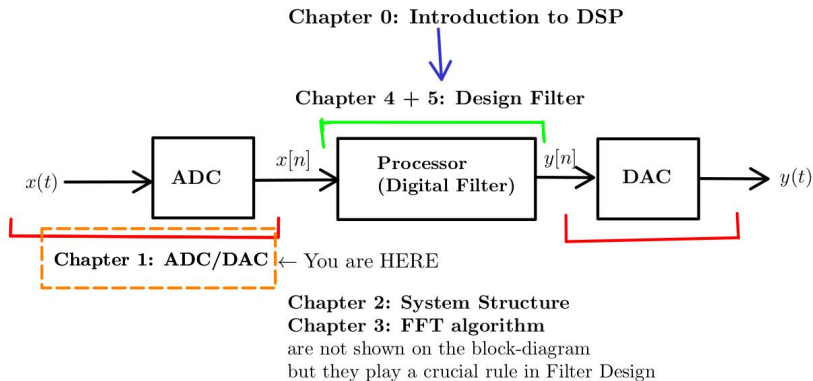 Chapter 0: Introduction to DSP
Chapter 4 + 5: Design Filter
x(t)
ADC
x[n]
Processor
(Digital Filter)
y[n]
DAC
y(t)
Chapter 1: ADC/DAC ← You are HERE
Chapter 2: System Structure
Chapter 3: FFT algorithm
are not shown on the block-diagram
but they play a crucial rule in Filter Design